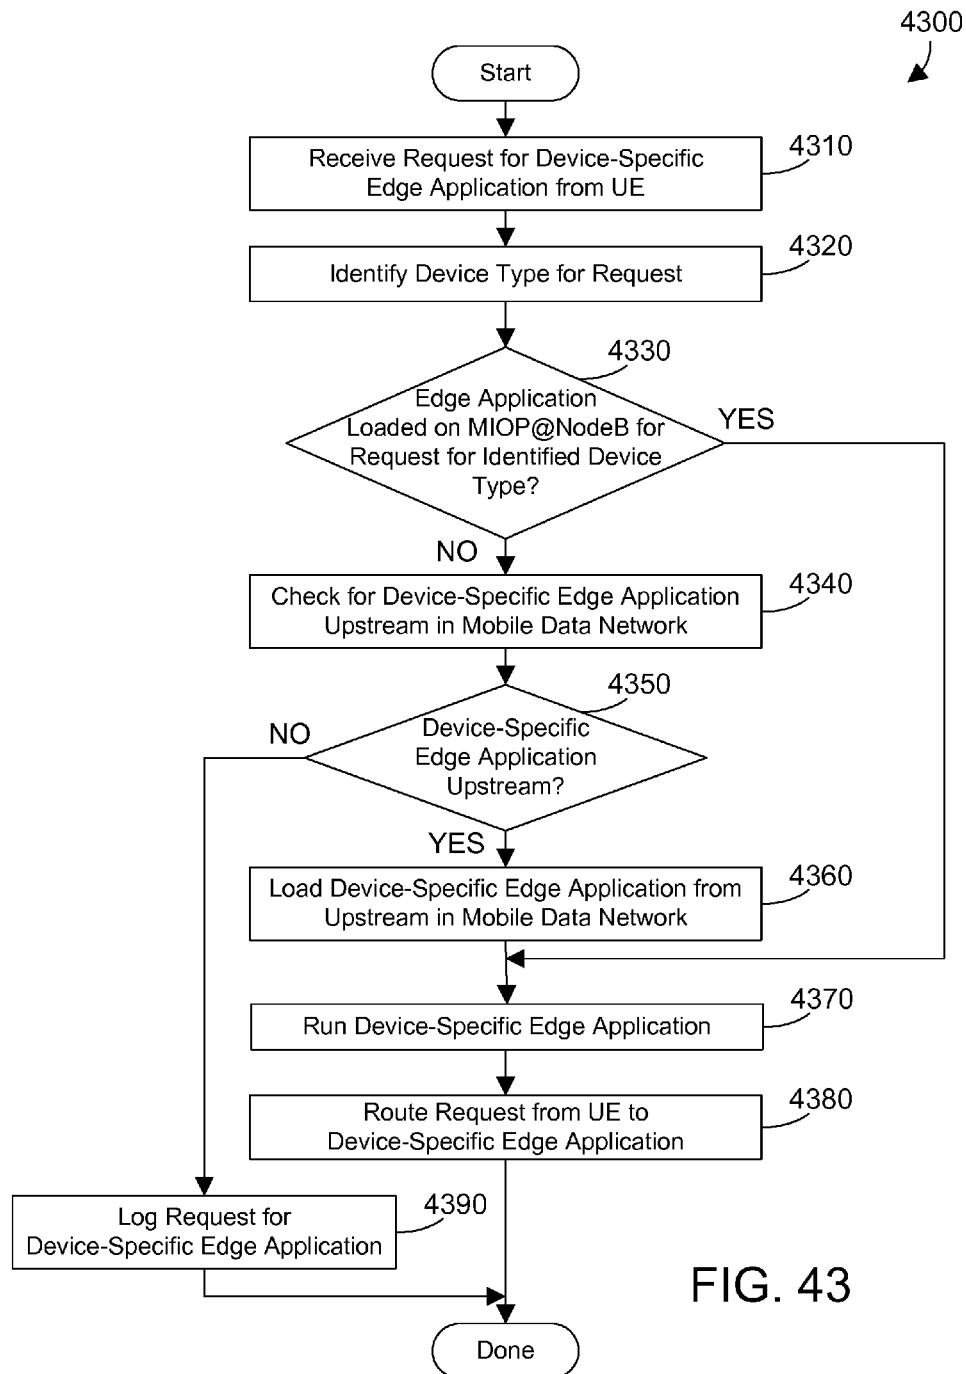 4300
Start
4310
Receive Request for Device-Specific
Edge Application from UE
4320
Identify Device Type for Request
4330
Edge Application
Loaded on MIOP@NodeB for
Request for Identified Device
Type?
YES
NO
4340
Check for Device-Specific Edge Application
Upstream in Mobile Data Network
4350
NO
Device-Specific
Edge Application
Upstream?
YES
4360
Load Device-Specific Edge Application from
Upstream in Mobile Data Network
4370
Run Device-Specific Edge Application
4380
Route Request from UE to
Device-Specific Edge Application
4390
Log Request for
Device-Specific Edge Application
FIG. 43
Done